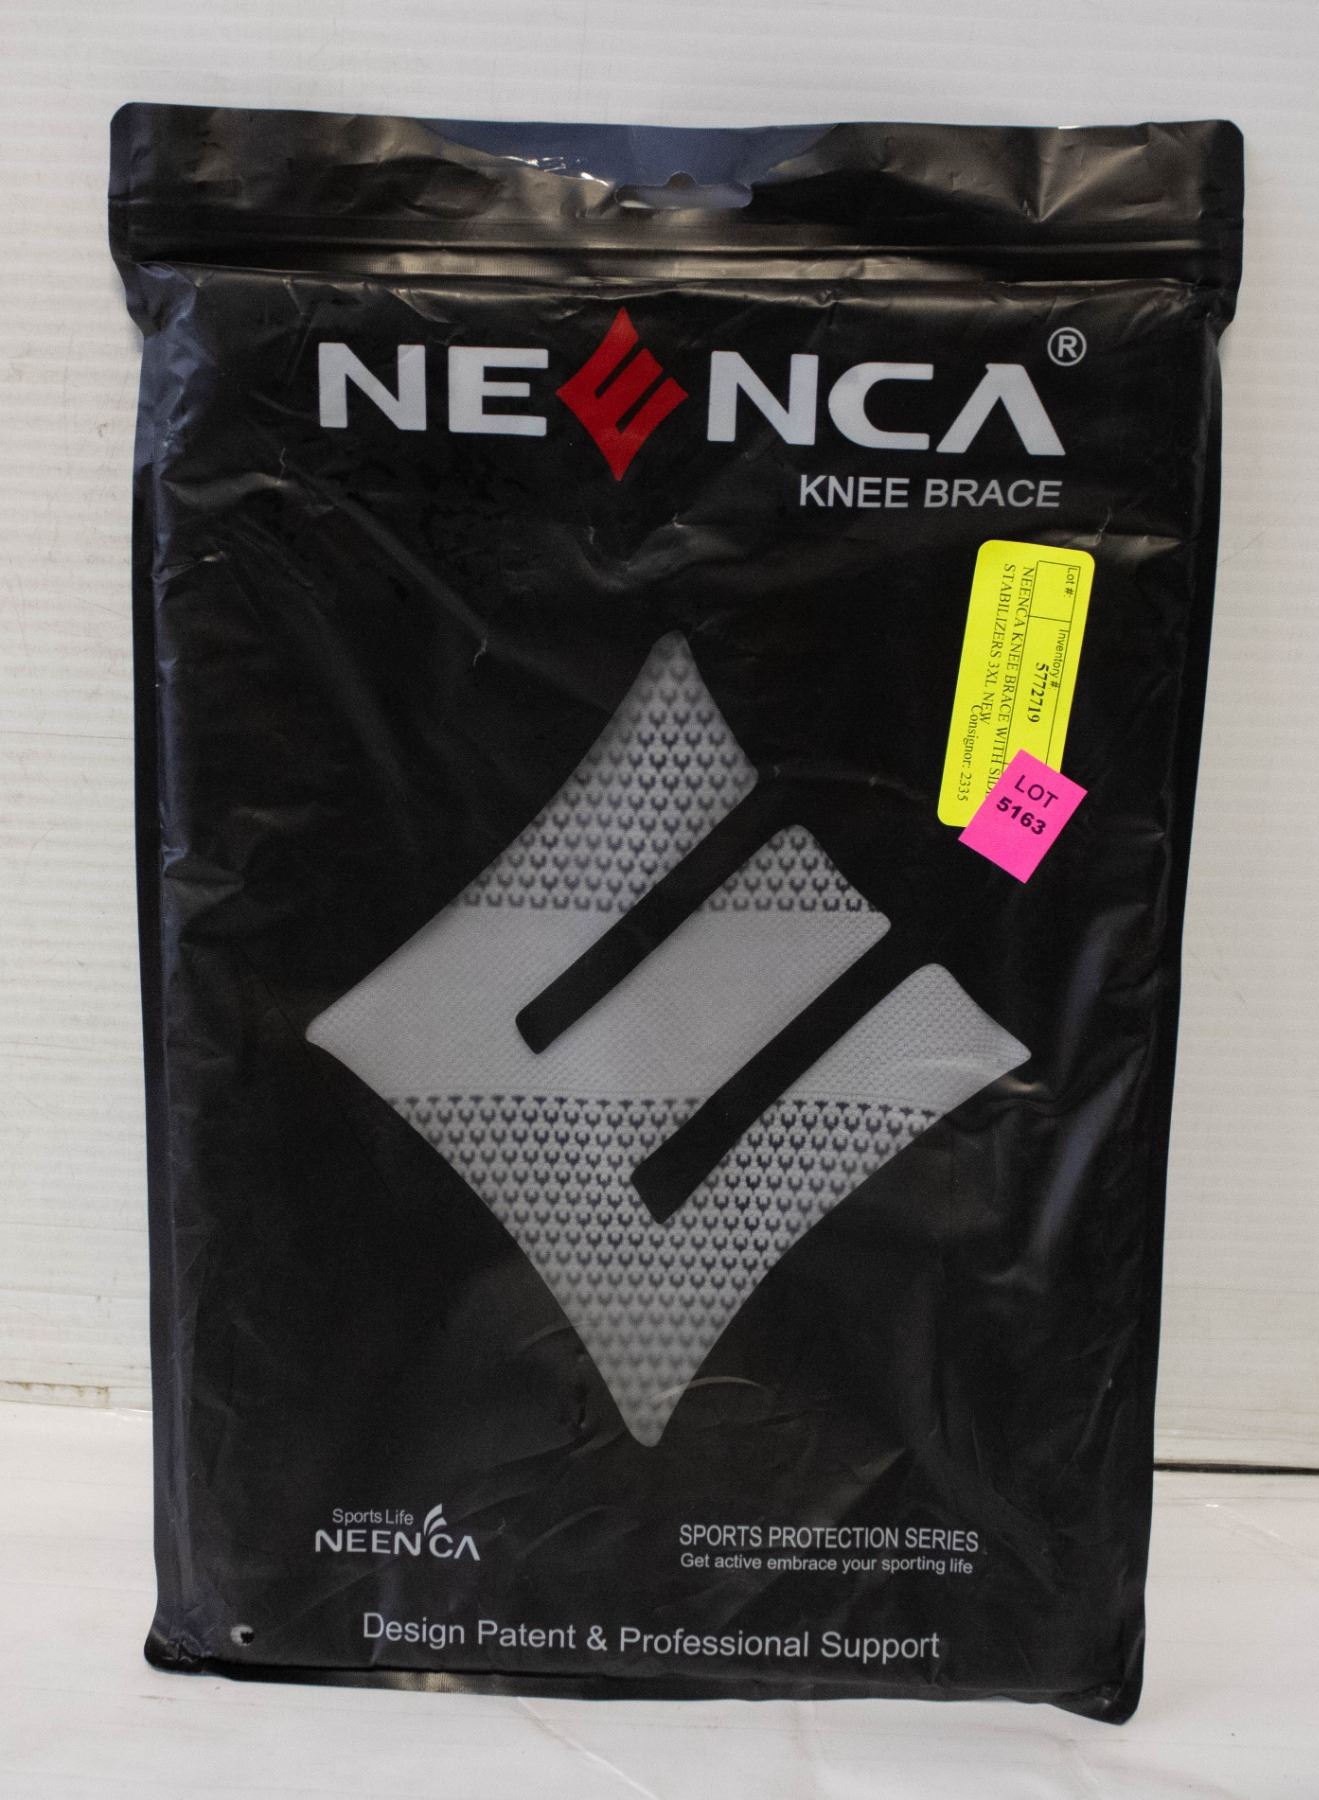 NEENCA®
KNEE BRACE
Lot #:
Inventory #:
5772719
NEENCA KNEE BRACE WITH
STABILIZERS 3XL NEW
Consignor: 2335
LOT
5163
Sports Life
NEENCA
SPORTS PROTECTION SERIES
Get active embrace your sporting life
Design Patent & Professional Support